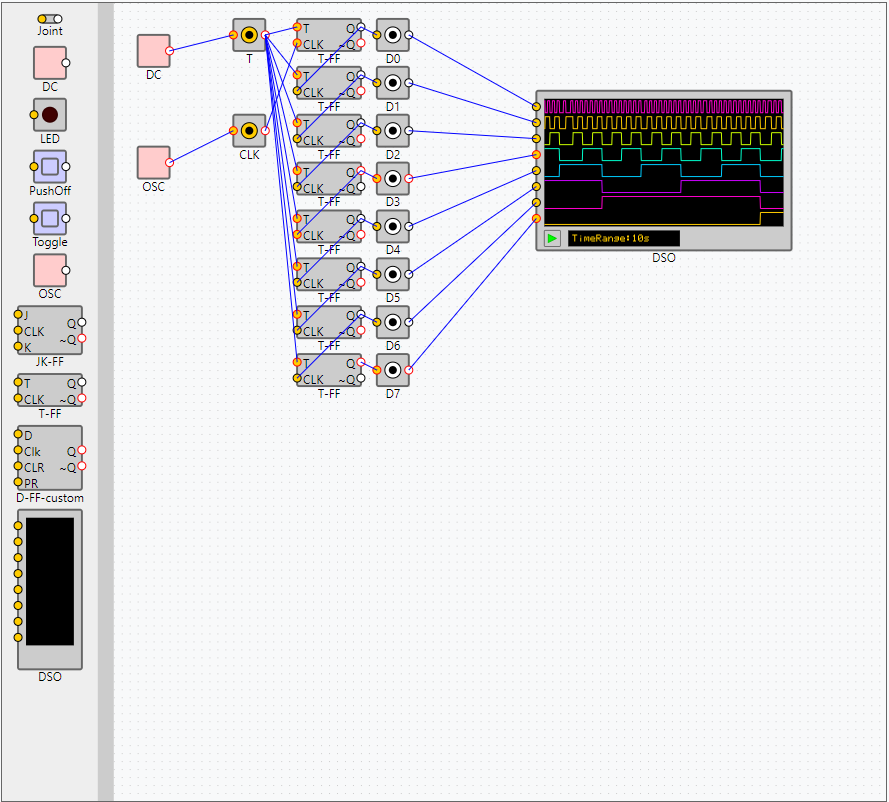 Joint
DC
LED
PushOff
Toggle
OSC
J
CLK
K
Q
~Q
JK-FF
T
CLK
Q
~Q
T-FF
D
Clk
CLR
PR
Q
~Q
D-FF-custom
DSO
DC
OSC
T
CLK
T
CLK
Q
~Q
T-FF
D0
T
CLK
Q
~Q
T-FF
D1
T
CLK
Q
~Q
T-FF
D2
T
CLK
Q
~Q
T-FF
D3
T
CLK
Q
~Q
T-FF
D4
T
CLK
Q
~Q
T-FF
D5
T
CLK
Q
~Q
T-FF
D6
T
CLK
Q
~Q
T-FF
D7
TimeRange:10s
DSO